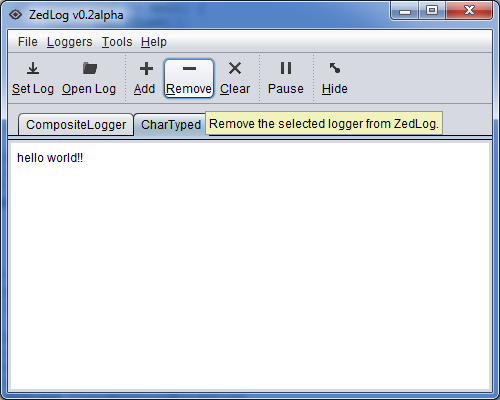 ZedLog v0.2alpha
File Loggers Tools Help
Set Log Open Log Add Remove Clear Pause Hide
CompositeLogger CharTyped Remove the selected logger from ZedLog.
hello world!!